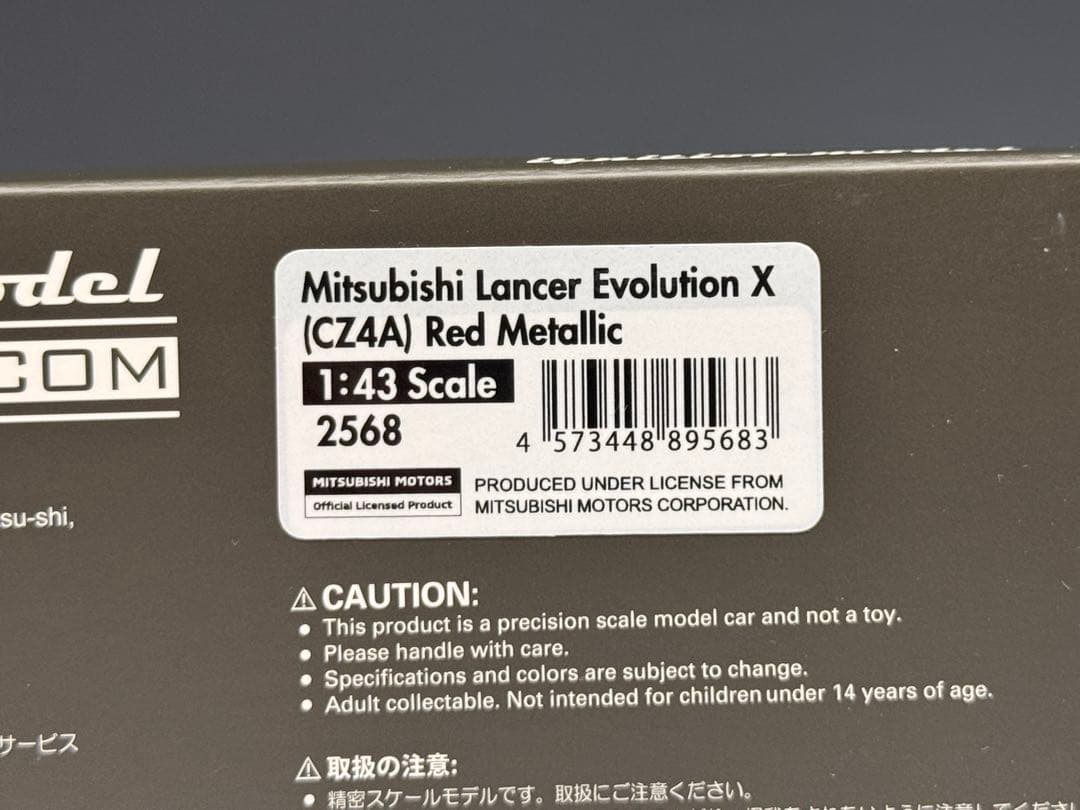 ignition model
odel
COM
Mitsubishi Lancer Evolution X
(CZ4A) Red Metallic
1:43 Scale
2568
4 573448 895683
MITSUBISHI MOTORS
Official Licensed Product
PRODUCED UNDER LICENSE FROM
MITSUBISHI MOTORS CORPORATION.
su-shi,
⚠ CAUTION:
● This product is a precision scale model car and not a toy.
● Please handle with care.
● Specifications and colors are subject to change.
● Adult collectable. Not intended for children under 14 years of age.
サービス
⚠ 取扱の注意:
● 精密スケールモデルです。取扱にご注意ください。